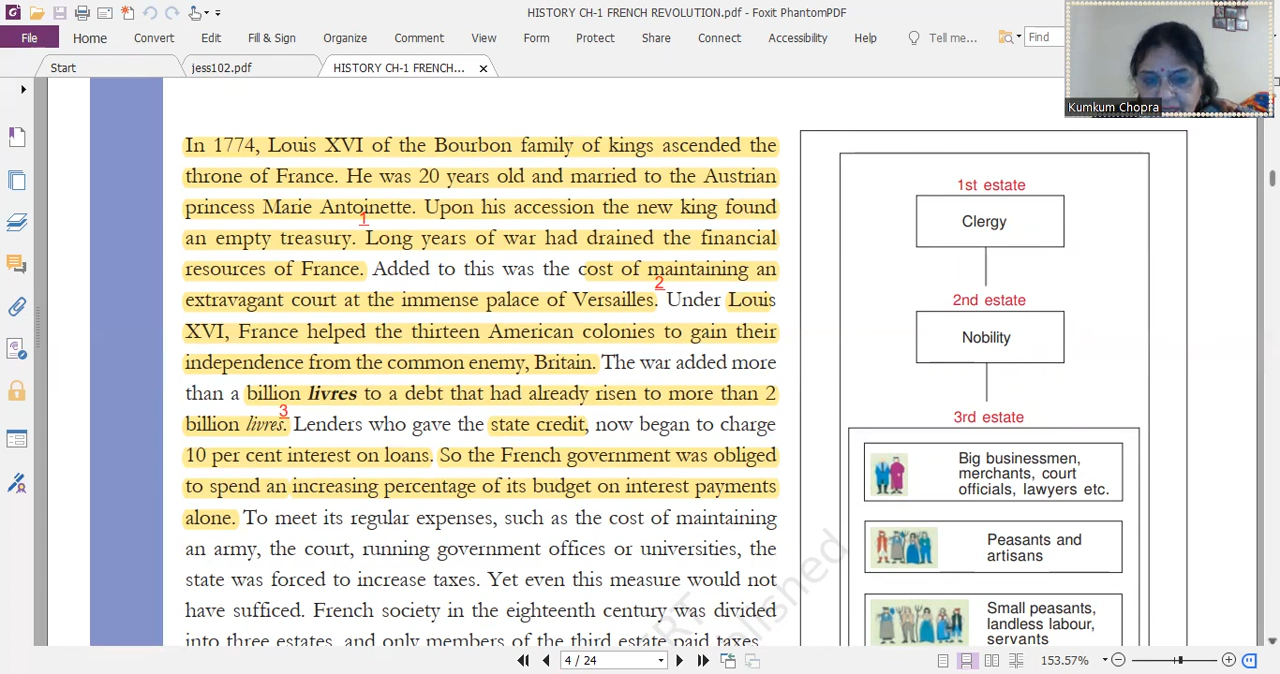 HISTORY CH-1 FRENCH REVOLUTION.pdf - Foxit PhantomPDF
File Home Convert Edit Fill & Sign Organize Comment View Form Protect Share Connect Accessibility Help Tell me... Find
Start jess102.pdf HISTORY CH-1 FRENCH...
Kumkum Chopra
In 1774, Louis XVI of the Bourbon family of kings ascended the
throne of France. He was 20 years old and married to the Austrian
princess Marie Antoinette. Upon his accession the new king found
1
an empty treasury. Long years of war had drained the financial
resources of France. Added to this was the cost of maintaining an
2
extravagant court at the immense palace of Versailles. Under Louis
XVI, France helped the thirteen American colonies to gain their
independence from the common enemy, Britain. The war added more
than a billion livres to a debt that had already risen to more than 2
3
billion livres. Lenders who gave the state credit, now began to charge
10 per cent interest on loans. So the French government was obliged
to spend an increasing percentage of its budget on interest payments
alone. To meet its regular expenses, such as the cost of maintaining
an army, the court, running government offices or universities, the
state was forced to increase taxes. Yet even this measure would not
have sufficed. French society in the eighteenth century was divided
into three estates, and only members of the third estate paid taxes.
1st estate
Clergy
2nd estate
Nobility
3rd estate
Big businessmen,
merchants, court
officials, lawyers etc.
Peasants and
artisans
Small peasants,
landless labour,
servants
4 / 24
153.57%